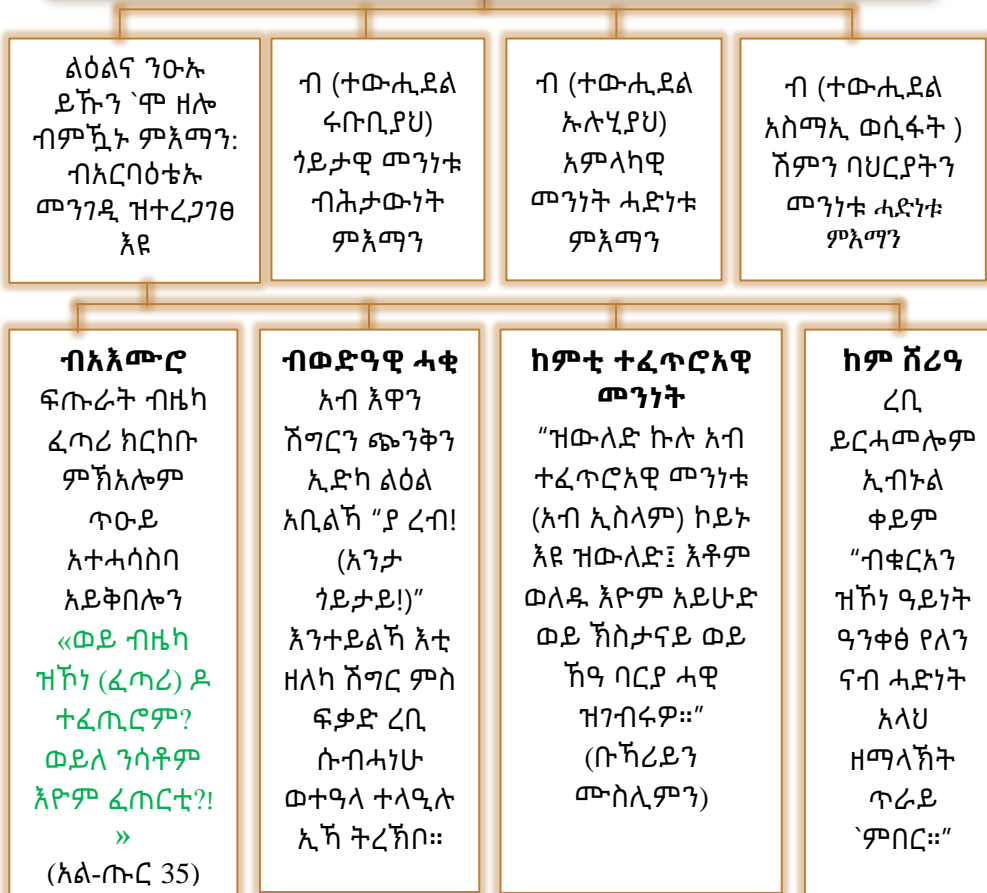 ልዕልና ንዑኡ
ይኹን `ሞ ዘሎ
ብምዃኑ ምእማን:
ብአርባዕቴኡ
መንገዲ ዝተረጋገፀ
እዩ
ብ (ተውሒደል
ሩቡቢያህ)
ጎይታዊ መንነቱ
ብሕታውነት
ምእማን
ብ (ተውሒደል
ኡሉሂያህ)
አምላካዊ
መንነት ሓድነቱ
ምእማን
ብ (ተውሒደል
አስማኢ ወሲፋት )
ሽምን ባህርያትን
መንነቱ ሓድነቱ
ምእማን
ብአእሙሮ
ፍጡራት ብዜካ
ፈጣሪ ክርከቡ
ምኽአሎም
ጥዑይ
አተሓሳስባ
አይቅበሎን
«ወይ ብዜካ
ዝኾነ (ፈጣሪ) ዶ
ተፈጢሮም?
ወይለ ንሳቶም
እዮም ፈጠርቲ?!
»
(አል-ጡር 35)
ብወድዓዊ ሓቂ
አብ እዋን
ሽግርን ጭንቅን
ኢድካ ልዕል
አቢልኻ “ያ ረብ!
(አንታ
ጎይታይ!)”
እንተይልኻ እቲ
ዘለካ ሽግር ምስ
ፍቃድ ረቢ
ሱብሓነሁ
ወተዓላ ተላዒሉ
ኢኻ ትረኽቦ።
ከምቲ ተፈጥሮአዊ
መንነት
“ዝውለድ ኩሉ አብ
ተፈጥሮአዊ መንነቱ
(አብ ኢስላም) ኮይኑ
እዩ ዝውለድ፤ እቶም
ወለዱ እዮም አይሁድ
ወይ ኽስታናይ ወይ
ከዓ ባርያ ሓዊ
ዝገብሩዎ።”
(ቡኻሪይን
ሙስሊምን)
ከም ሸሪዓ
ረቢ
ይርሓመሎም
ኢብኑል
ቀይም
“ብቁርአን
ዝኾነ ዓይነት
ዓንቀፅ የለን
ናብ ሓድነት
አላህ
ዘማላኽት
ጥራይ
`ምበር።”